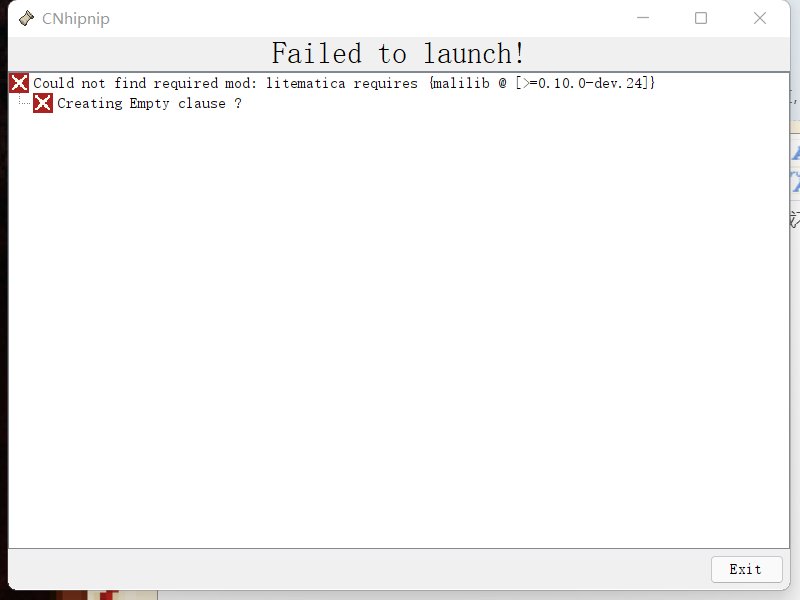 CNhipnip
Failed to launch!
Could not find required mod: litematica requires {malilib @ [>=0.10.0-dev.24]}
Creating Empty clause ?
Exit